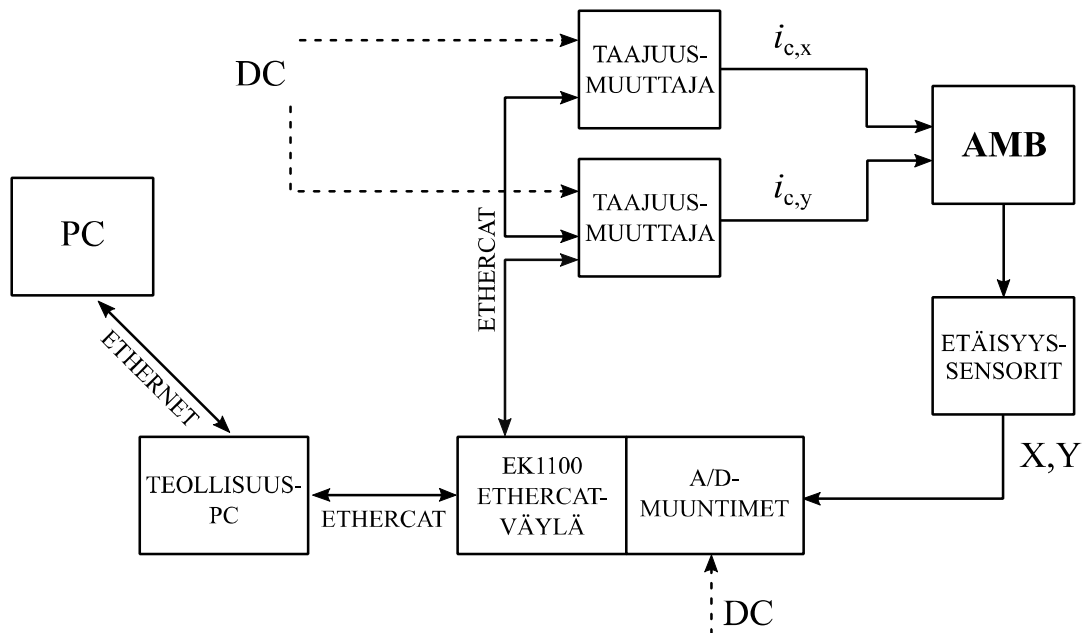 TAAJUUS-
MUUTTAJA
i_c,x
DC
AMB
TAAJUUS-
MUUTTAJA
i_c,y
PC
ETHERCAT
ETHERNET
ETÄISYYS-
SENSORIT
X,Y
TEOLLISUUS-
PC
ETHERCAT
EK1100
ETHERCAT-
VÄYLÄ
A/D-
MUUNTIMET
DC